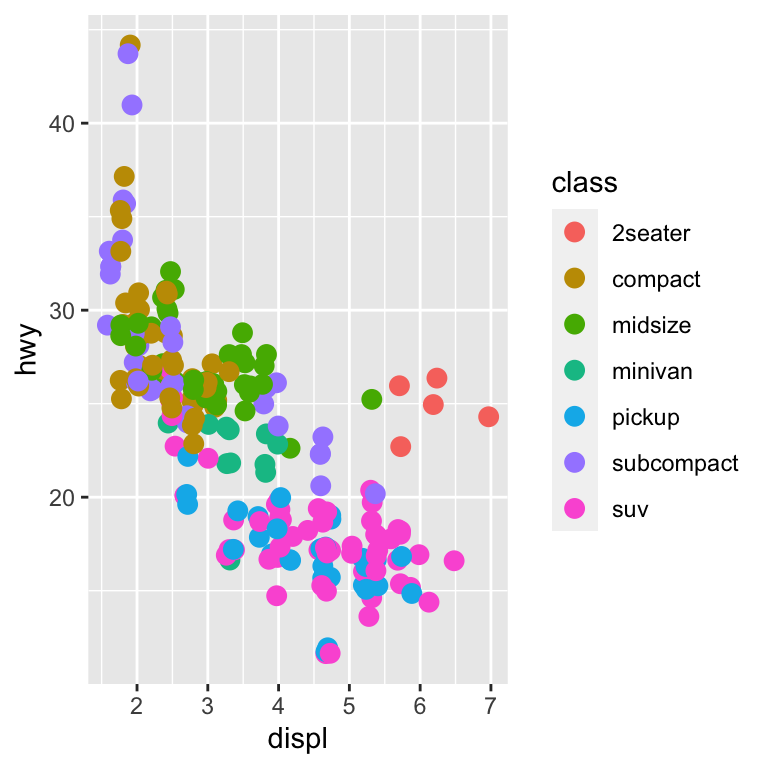 40
30
20
hwy
2 3 4 5 6 7
displ
class
2seater
compact
midsize
minivan
pickup
subcompact
suv